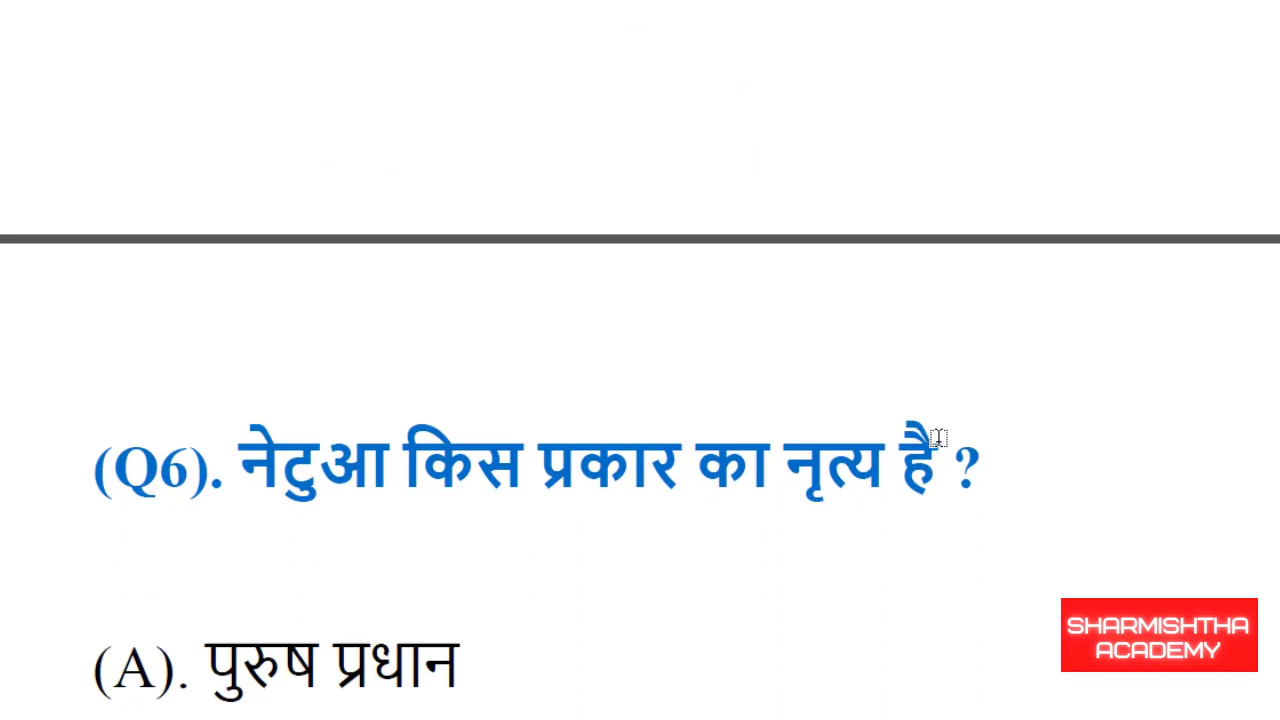 (Q6). नेटुआ किस प्रकार का नृत्य है ?
(A). पुरुष प्रधान
SHARMISHTHA
ACADEMY